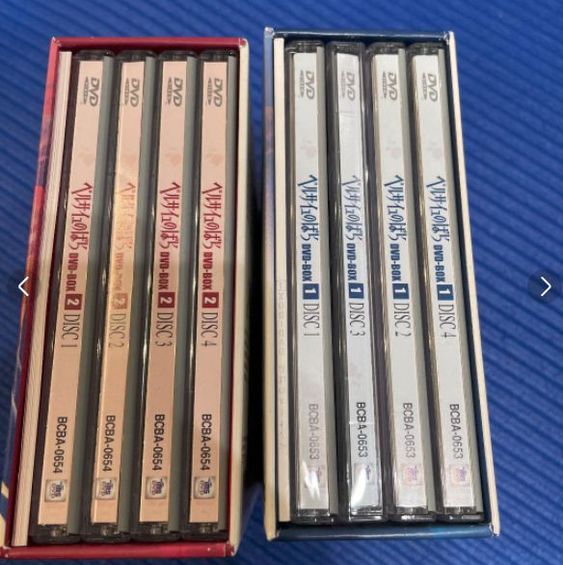 DVD
ベルサイユのばら DVD-BOX 2 DISC 1
BCBA-0654
DVD
ベルサイユのばら DVD-BOX 2 DISC 2
BCBA-0654
DVD
ベルサイユのばら DVD-BOX 2 DISC 3
BCBA-0654
DVD
ベルサイユのばら DVD-BOX 2 DISC 4
BCBA-0654
DVD
ベルサイユのばら DVD-BOX 1 DISC 1
BCBA-0653
DVD
ベルサイユのばら DVD-BOX 1 DISC 3
BCBA-0653
DVD
ベルサイユのばら DVD-BOX 1 DISC 2
BCBA-0653
DVD
ベルサイユのばら DVD-BOX 1 DISC 4
BCBA-0653